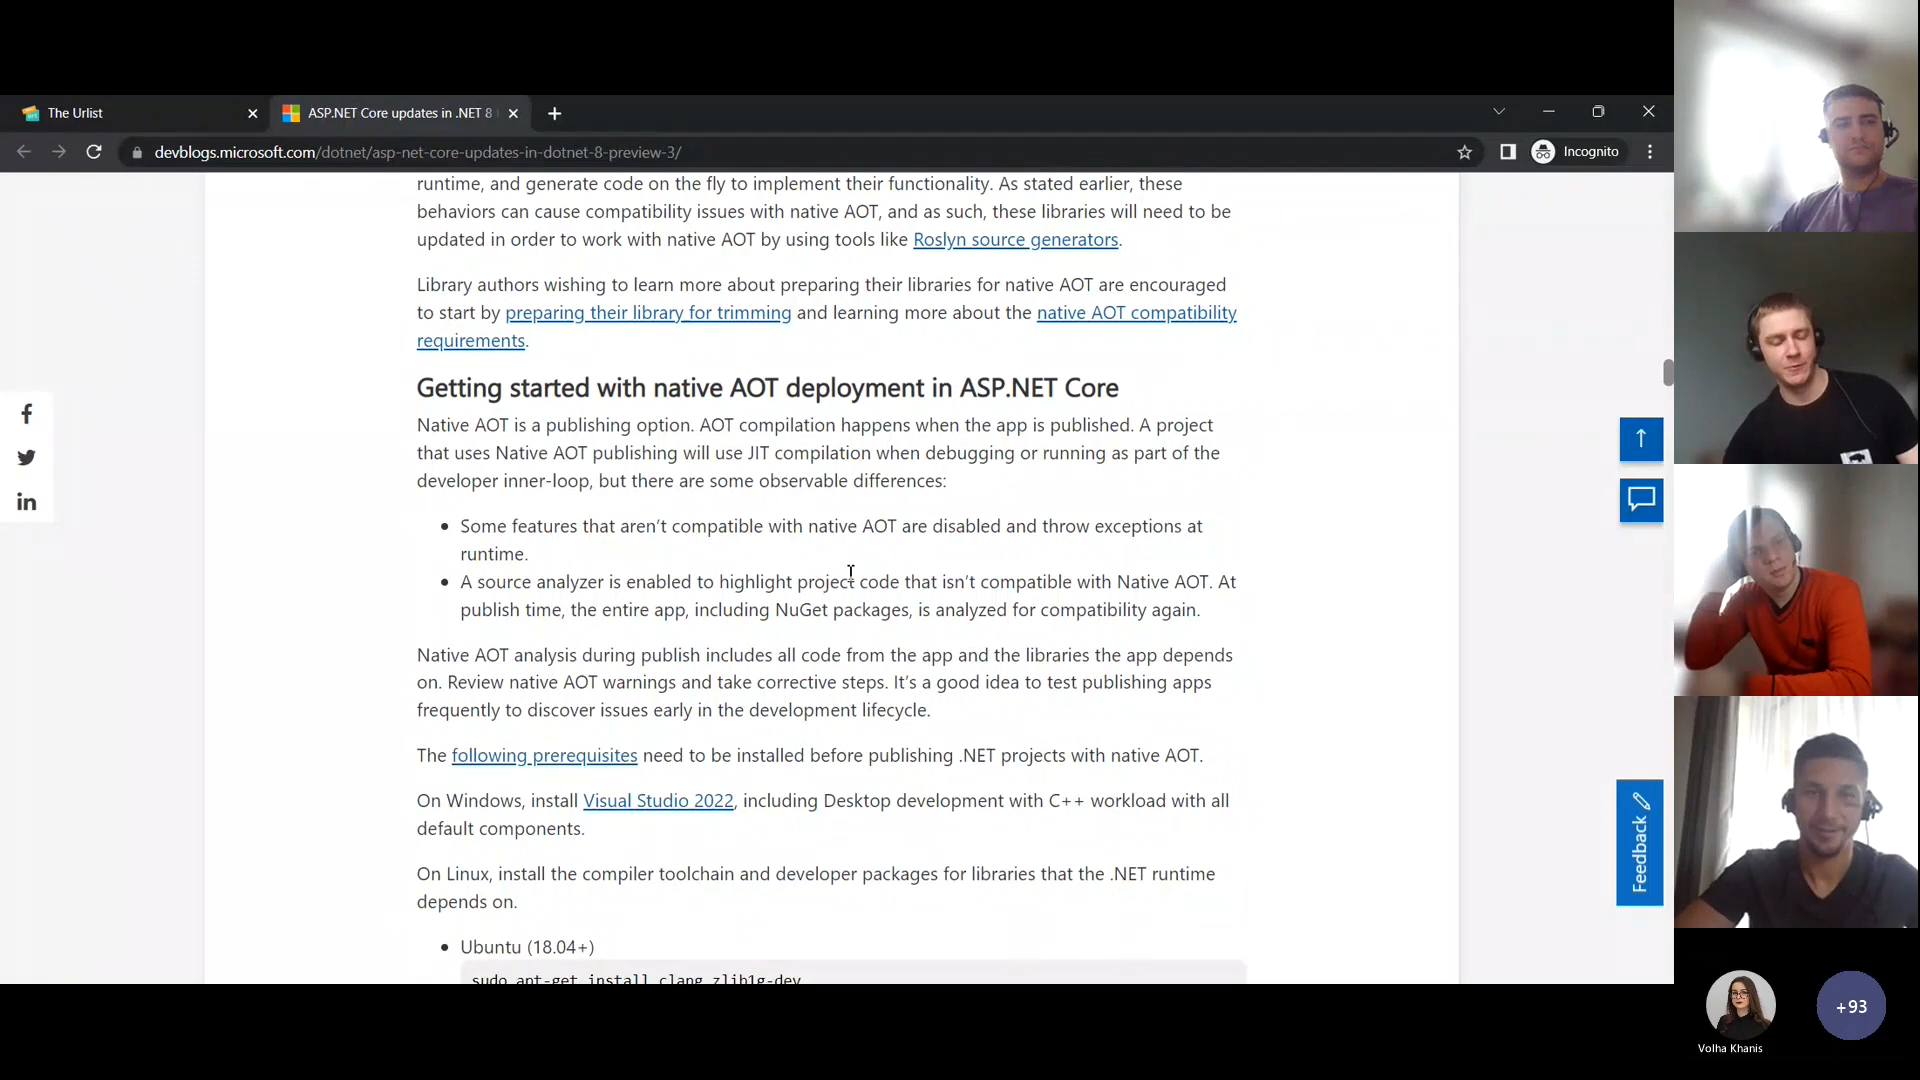 The Urlist
ASP.NET Core updates in .NET 8
devblogs.microsoft.com/dotnet/asp-net-core-updates-in-dotnet-8-preview-3/
Incognito
runtime, and generate code on the fly to implement their functionality. As stated earlier, these
behaviors can cause compatibility issues with native AOT, and as such, these libraries will need to be
updated in order to work with native AOT by using tools like Roslyn source generators.
Library authors wishing to learn more about preparing their libraries for native AOT are encouraged
to start by preparing their library for trimming and learning more about the native AOT compatibility
requirements.
Getting started with native AOT deployment in ASP.NET Core
Native AOT is a publishing option. AOT compilation happens when the app is published. A project
that uses Native AOT publishing will use JIT compilation when debugging or running as part of the
developer inner-loop, but there are some observable differences:
Some features that aren’t compatible with native AOT are disabled and throw exceptions at
runtime.
A source analyzer is enabled to highlight project code that isn’t compatible with Native AOT. At
publish time, the entire app, including NuGet packages, is analyzed for compatibility again.
Native AOT analysis during publish includes all code from the app and the libraries the app depends
on. Review native AOT warnings and take corrective steps. It’s a good idea to test publishing apps
frequently to discover issues early in the development lifecycle.
The following prerequisites need to be installed before publishing .NET projects with native AOT.
On Windows, install Visual Studio 2022, including Desktop development with C++ workload with all
default components.
On Linux, install the compiler toolchain and developer packages for libraries that the .NET runtime
depends on.
Ubuntu (18.04+)
sudo apt-get install clang zlib1g-dev
Feedback
+93
Volha Khanis